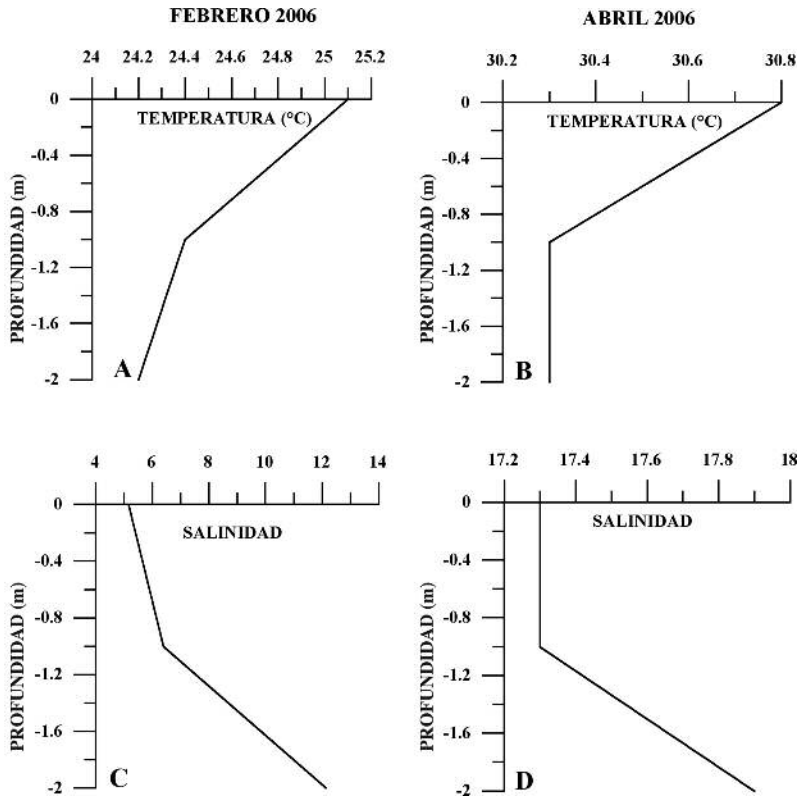 FEBRERO 2006
24 24.2 24.4 24.6 24.8 25 25.2
0
-0.4
-0.8
-1.2
-1.6
-2
TEMPERATURA (°C)
PROFUNDIDAD (m)
A
ABRIL 2006
30.2 30.4 30.6 30.8
0
-0.4
-0.8
-1.2
-1.6
-2
TEMPERATURA (°C)
PROFUNDIDAD (m)
B
4 6 8 10 12 14
0
-0.4
-0.8
-1.2
-1.6
-2
SALINIDAD
PROFUNDIDAD (m)
C
17.2 17.4 17.6 17.8 18
0
-0.4
-0.8
-1.2
-1.6
-2
SALINIDAD
PROFUNDIDAD (m)
D